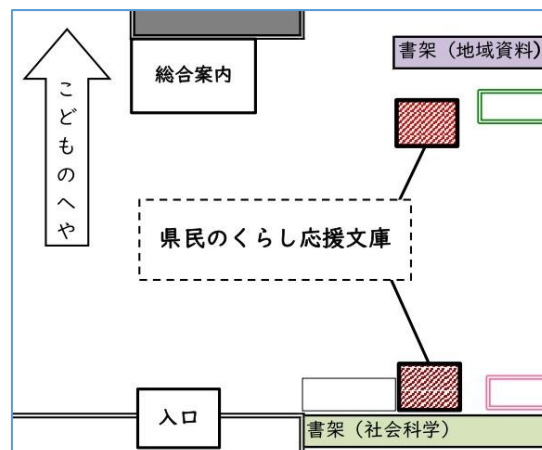 総合案内
書架（地域資料）
こどものへや
県民のくらし応援文庫
入口
書架（社会科学）